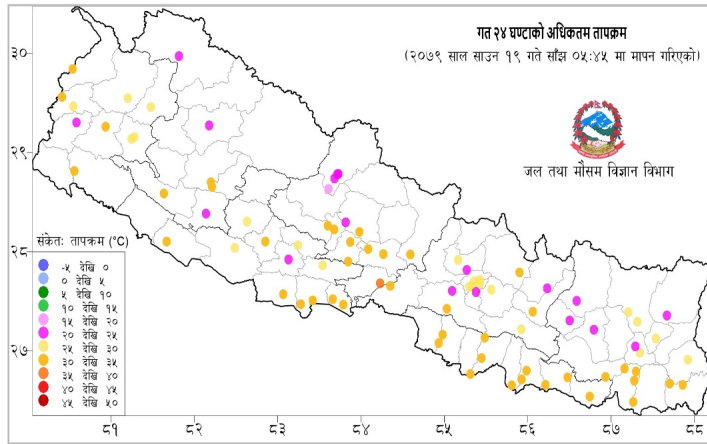 गत २४ घण्टाको अधिकतम तापक्रम
(२०७९ साल साउन १९ गते साँझ ०५:४५ मा मापन गरिएको)
जल तथा मौसम विज्ञान विभाग
३०
२९
२८
२७
संकेतः तापक्रम (°C)
-५ देखि ०
० देखि ५
५ देखि १०
१० देखि १५
१५ देखि २०
२० देखि २५
२५ देखि ३०
३० देखि ३५
३५ देखि ४०
४० देखि ४५
४५ देखि ५०
८१ ८२ ८३ ८४ ८५ ८६ ८७ ८८